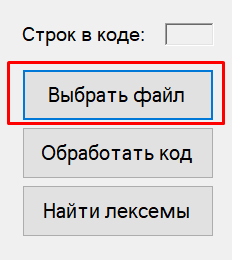 Строк в коде:
Выбрать файл
Обработать код
Найти лексемы